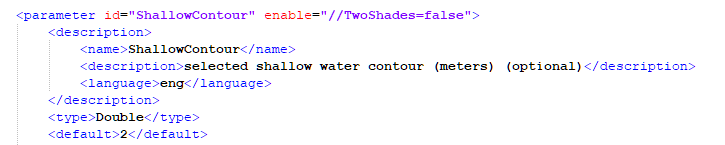 <parameter id="ShallowContour" enable="//TwoShades=false">
<description>
<name>ShallowContour</name>
<description>selected shallow water contour (meters) (optional)</description>
<language>eng</language>
</description>
<type>Double</type>
<default>2</default>